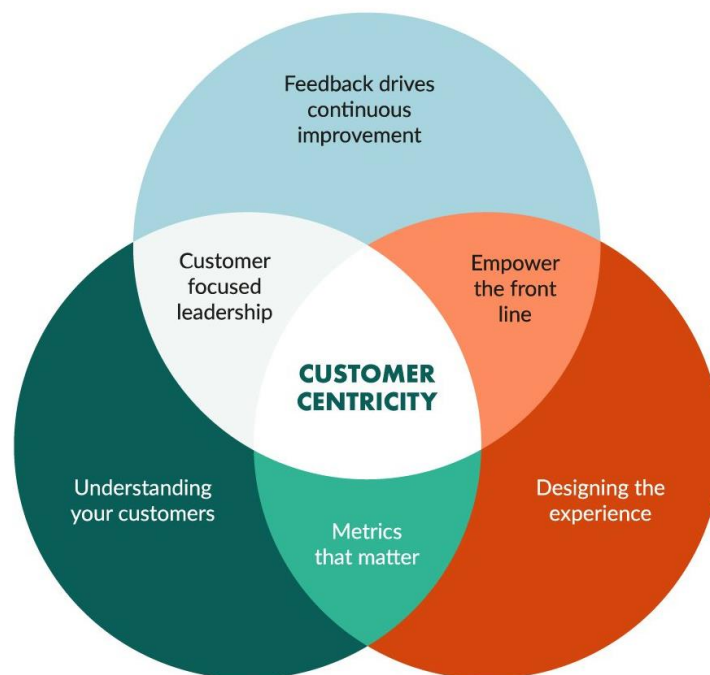 Feedback drives
continuous
improvement
Customer
focused
leadership
Empower
the front
line
CUSTOMER
CENTRICITY
Understanding
your customers
Metrics
that matter
Designing the
experience